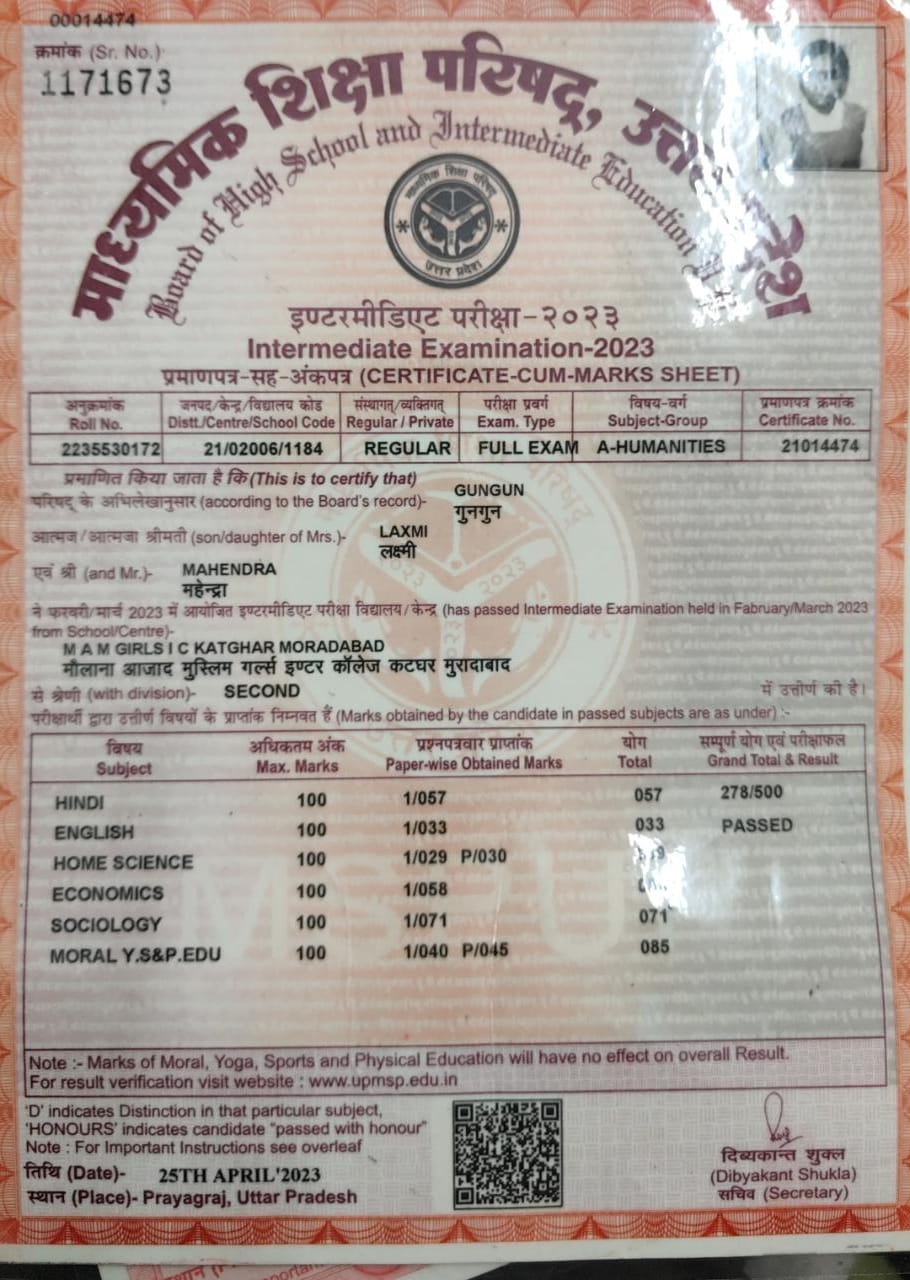 00014474
क्रमांक (Sr. No.)
1171673
माध्यमिक शिक्षा परिषद्, उत्तर प्रदेश
Board of High School and Intermediate Education
माध्यमिक शिक्षा परिषद्
उत्तर प्रदेश
इण्टरमीडिएट परीक्षा-२०२३
Intermediate Examination-2023
प्रमाणपत्र-सह-अंकपत्र (CERTIFICATE-CUM-MARKS SHEET)
अनुक्रमांक जनपद/केन्द्र/विद्यालय कोड संस्थागत/व्यक्तिगत परीक्षा प्रवर्ग विषय-वर्ग प्रमाणपत्र क्रमांक
Roll No. Distt./Centre/School Code Regular / Private Exam. Type Subject-Group Certificate No.
2235530172 21/02006/1184 REGULAR FULL EXAM A-HUMANITIES 21014474
प्रमाणित किया जाता है कि (This is to certify that)
परिषद् के अभिलेखानुसार (according to the Board's record)- GUNGUN
गुनगुन
आत्मज/आत्मजा श्रीमती (son/daughter of Mrs.)- LAXMI
लक्ष्मी
एवं श्री (and Mr.)- MAHENDRA
महेन्द्रा
ने फरवरी/मार्च 2023 में आयोजित इण्टरमीडिएट परीक्षा विद्यालय/केन्द्र (has passed Intermediate Examination held in Fabruary/March 2023
from School/Centre)-
M A M GIRLS I C KATGHAR MORADABAD
मौलाना आजाद मुस्लिम गर्ल्स इण्टर कॉलेज कटघर मुरादाबाद
से श्रेणी (with division)- SECOND में उत्तीर्ण की है।
परीक्षार्थी द्वारा उत्तीर्ण विषयों के प्राप्तांक निम्नवत हैं (Marks obtained by the candidate in passed subjects are as under) :-
विषय अधिकतम अंक प्रश्नपत्रवार प्राप्तांक योग सम्पूर्ण योग एवं परीक्षाफल
Subject Max. Marks Paper-wise Obtained Marks Total Grand Total & Result
HINDI 100 1/057 057 278/500
ENGLISH 100 1/033 033 PASSED
HOME SCIENCE 100 1/029 P/030
ECONOMICS 100 1/058
SOCIOLOGY 100 1/071 071
MORAL Y.S&P.EDU 100 1/040 P/045 085
Note :- Marks of Moral, Yoga, Sports and Physical Education will have no effect on overall Result.
For result verification visit website : www.upmsp.edu.in
'D' indicates Distinction in that particular subject,
'HONOURS' indicates candidate "passed with honour"
Note : For Important Instructions see overleaf
तिथि (Date)- 25TH APRIL'2023
स्थान (Place)- Prayagraj, Uttar Pradesh
दिव्यकान्त शुक्ल
(Dibyakant Shukla)
सचिव (Secretary)